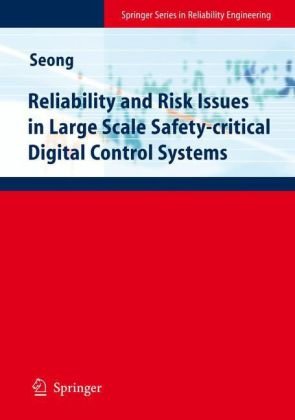 Springer Series in Reliability Engineering
Seong
Reliability and Risk Issues
in Large Scale Safety-critical
Digital Control Systems
Springer